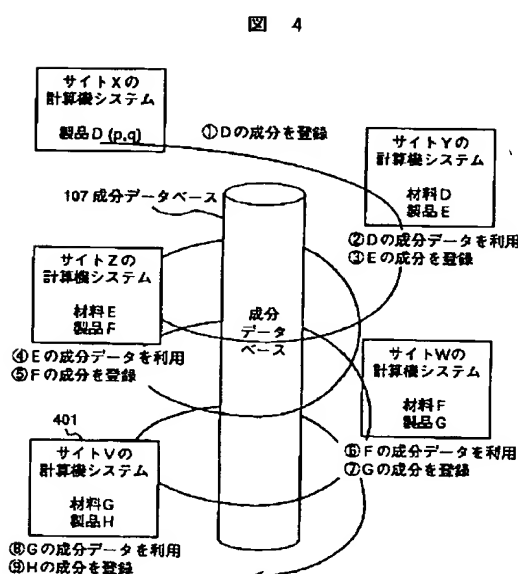 図 4
サイトXの
計算機システム
製品D (p,q)
①Dの成分を登録
サイトYの
計算機システム
材料D
製品E
107 成分データベース
②Dの成分データを利用
③Eの成分を登録
サイトZの
計算機システム
材料E
製品F
成分
データ
ベース
④Eの成分データを利用
⑤Fの成分を登録
サイトWの
計算機システム
材料F
製品G
401
サイトVの
計算機システム
材料G
製品H
⑥Fの成分データを利用
⑦Gの成分を登録
⑧Gの成分データを利用
⑨Hの成分を登録